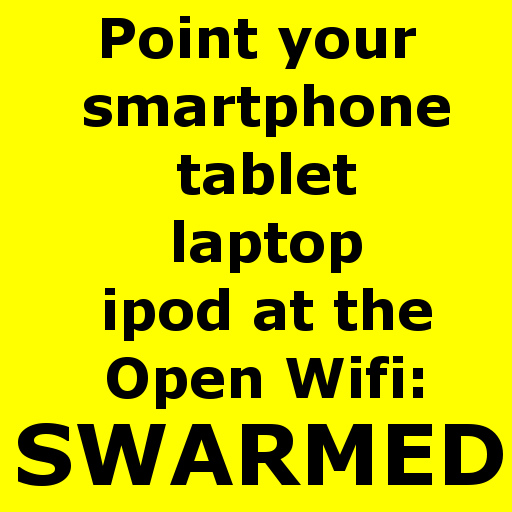 Point your
smartphone
tablet
laptop
ipod at the
Open Wifi:
SWARMED